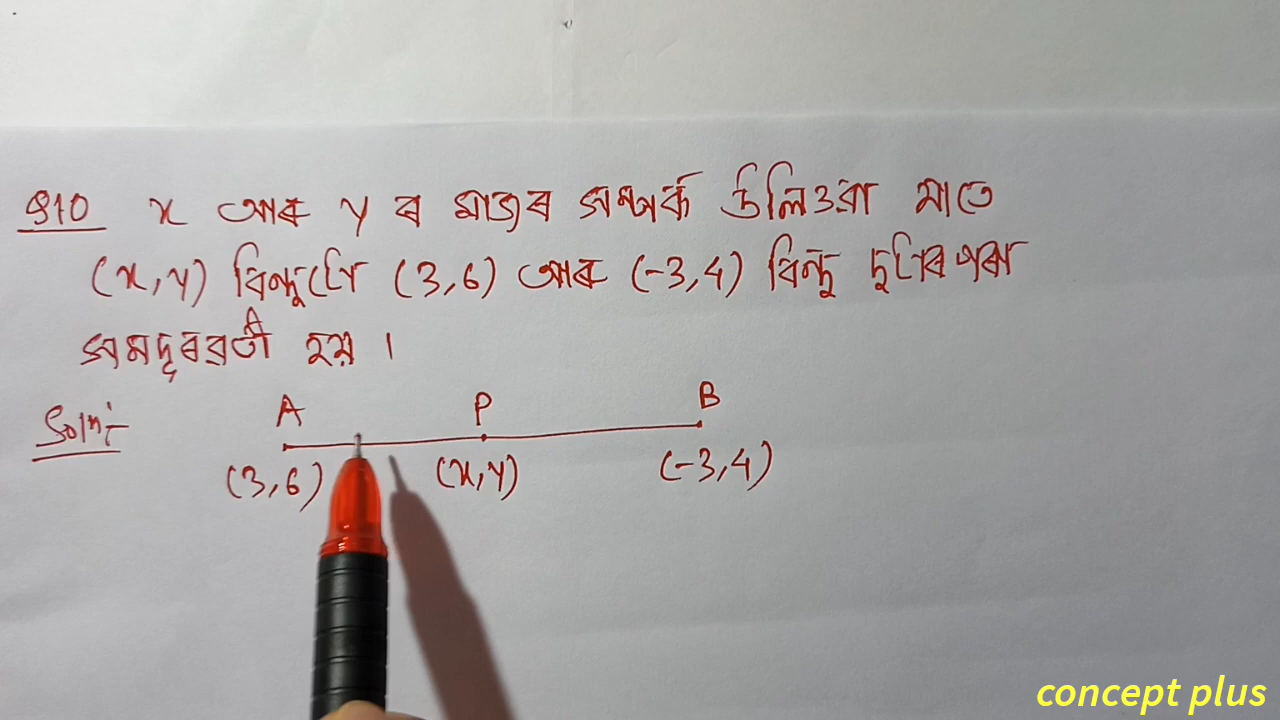 Q10 x আৰু y ৰ মাজৰ সম্পৰ্ক উলিওৱা যাতে
(x,y) বিন্দুটো (3,6) আৰু (-3,4) বিন্দু দুটোৰ পৰা
সমদূৰৱৰ্তী হয় ।
Soln:-
A P B
(3,6) (x,y) (-3,4)
concept plus